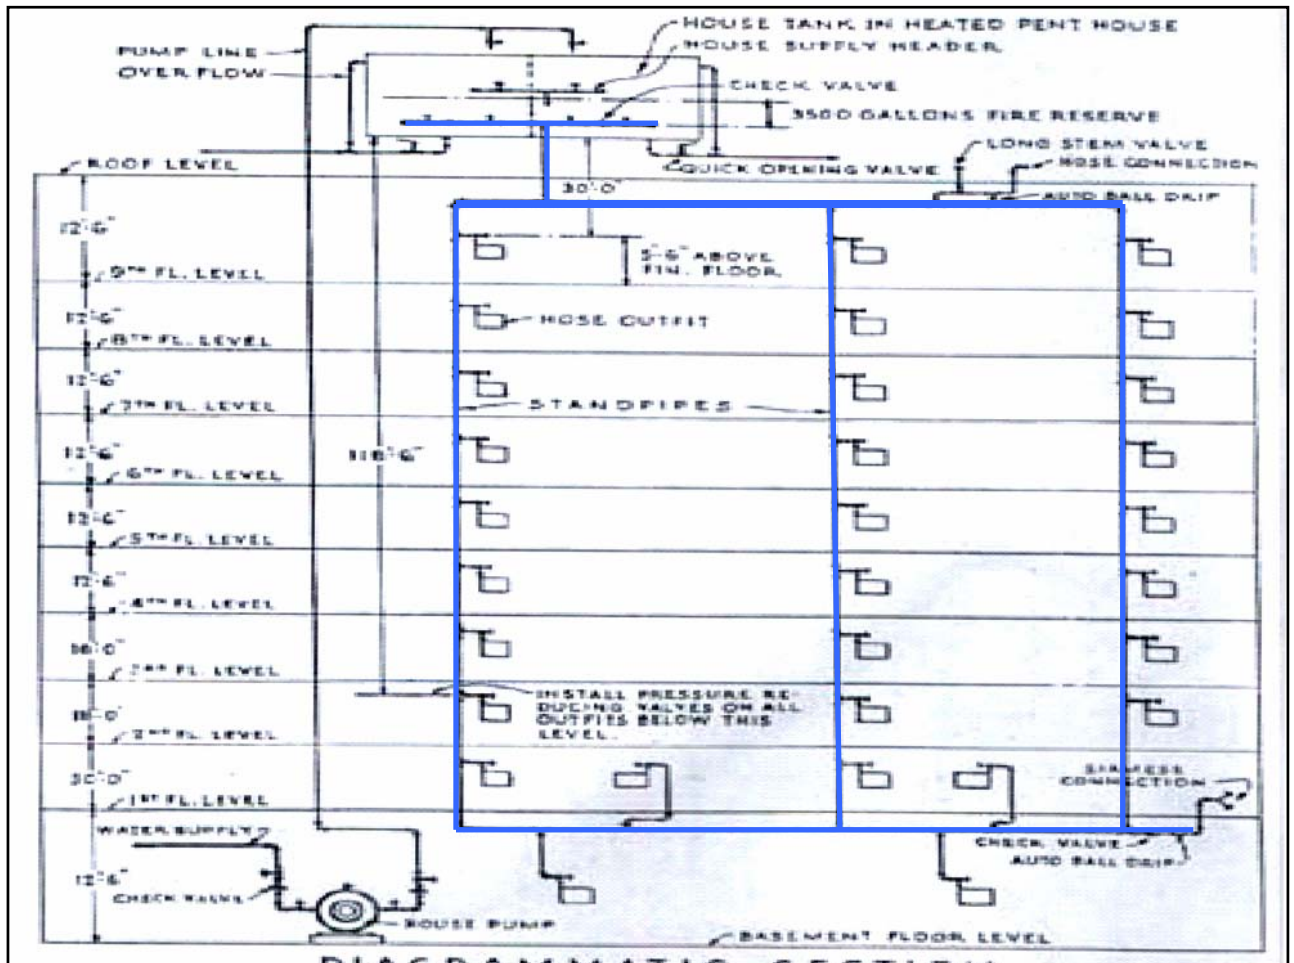 HOUSE TANK IN HEATED PENT HOUSE
HOUSE SUPPLY HEADER
PUMP LINE
OVER FLOW
CHECK VALVE
3500 GALLONS FIRE RESERVE
LONG STEM VALVE
HOSE CONNECTION
ROOF LEVEL
QUICK OPENING VALVE
30'-0"
AUTO BALL DRIP
12'-6"
5'-6" ABOVE
FIN. FLOOR.
9TH FL. LEVEL
12'-6"
HOSE OUTFIT
8TH FL. LEVEL
12'-6"
7TH FL. LEVEL
STANDPIPES
12'-6"
118'-6"
6TH FL. LEVEL
12'-6"
5TH FL. LEVEL
12'-6"
4TH FL. LEVEL
FL. LEVEL
INSTALL PRESSURE RE-
DUCING VALVES ON ALL
OUTFITS BELOW THIS
LEVEL.
2ND FL. LEVEL
SIAMESE
CONNECTION
1ST FL. LEVEL
WATER SUPPLY
CHECK VALVE
AUTO BALL DRIP
12'-6"
CHECK VALVE
HOUSE PUMP
BASEMENT FLOOR LEVEL
DIAGRAMMATIC SECTION